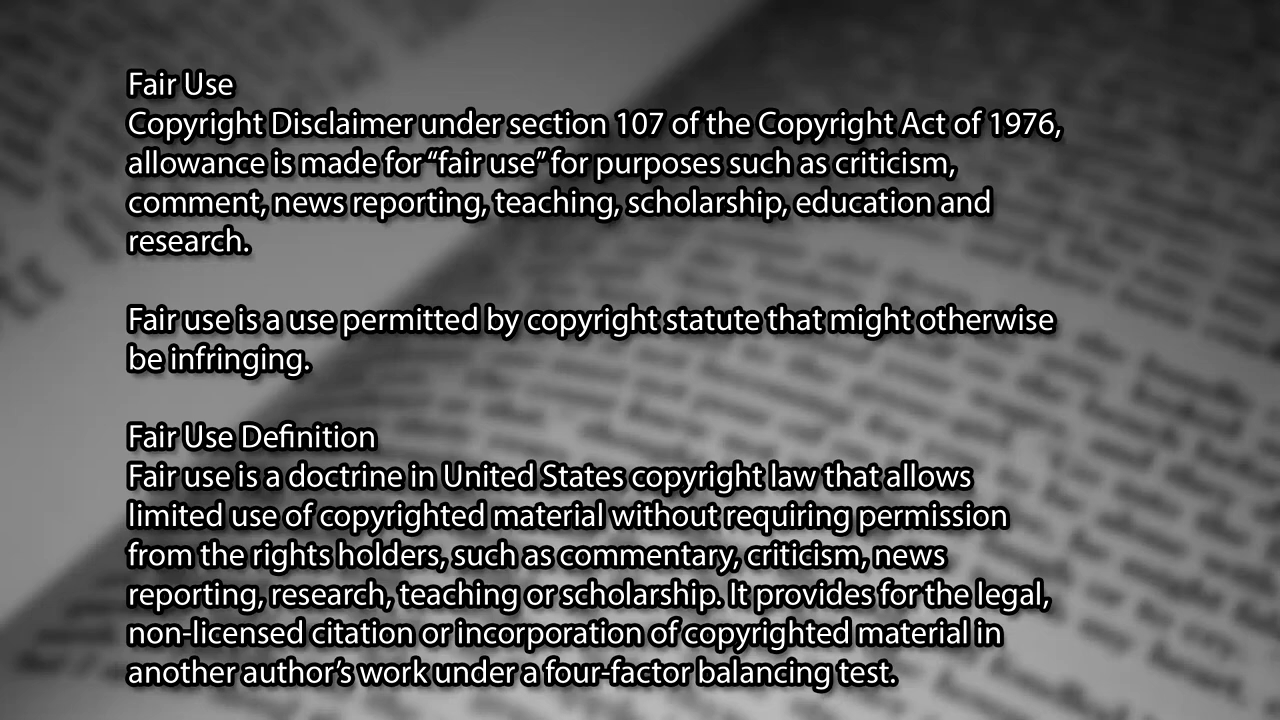 Fair Use
Copyright Disclaimer under section 107 of the Copyright Act of 1976,
allowance is made for “fair use” for purposes such as criticism,
comment, news reporting, teaching, scholarship, education and
research.
Fair use is a use permitted by copyright statute that might otherwise
be infringing.
Fair Use Definition
Fair use is a doctrine in United States copyright law that allows
limited use of copyrighted material without requiring permission
from the rights holders, such as commentary, criticism, news
reporting, research, teaching or scholarship. It provides for the legal,
non-licensed citation or incorporation of copyrighted material in
another author’s work under a four-factor balancing test.